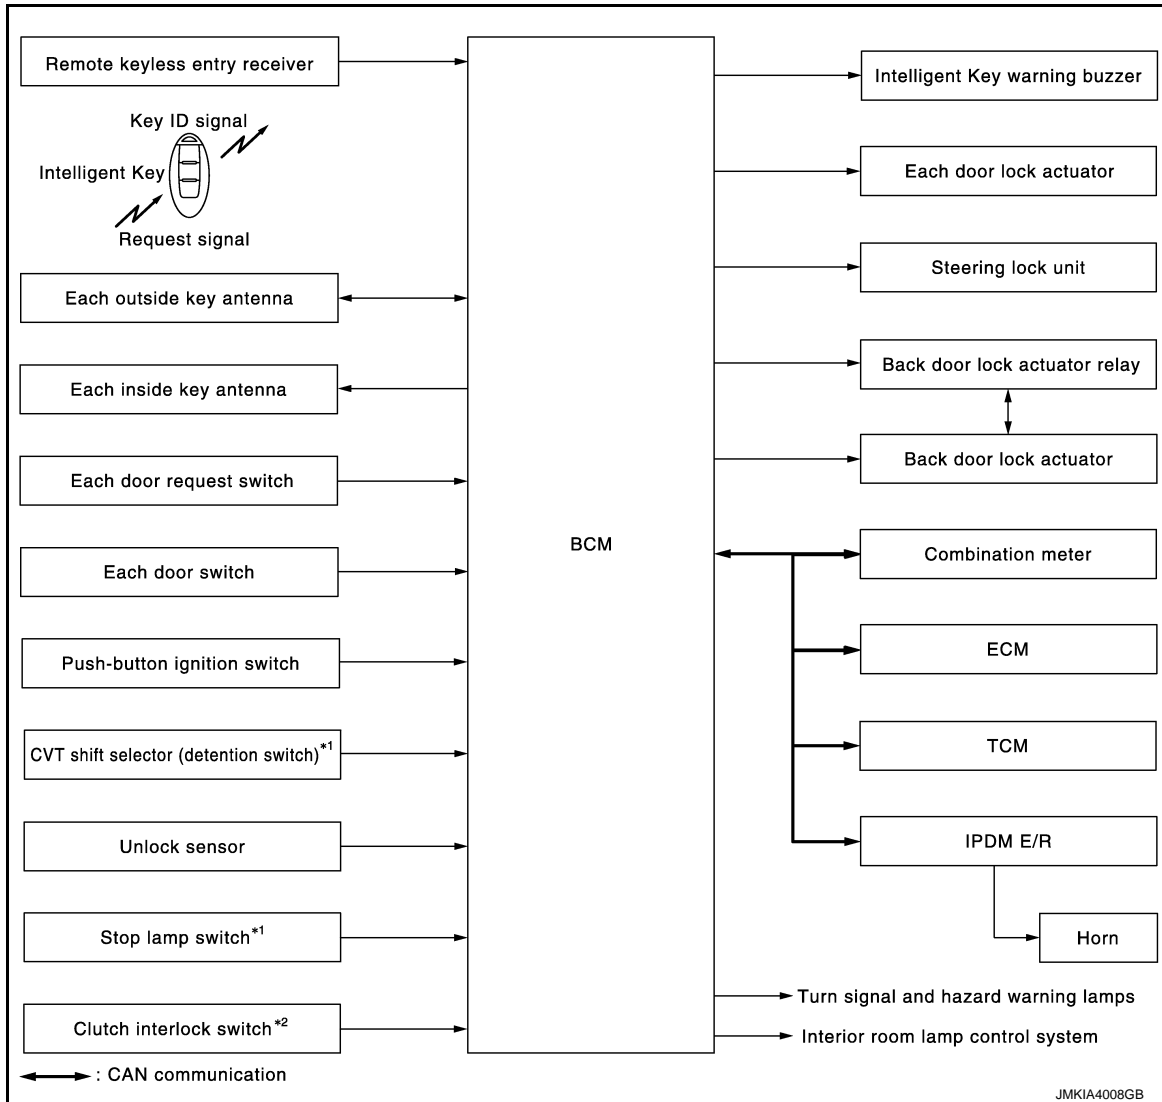 Remote keyless entry receiver
Key ID signal
Intelligent Key
Request signal
Each outside key antenna
Each inside key antenna
Each door request switch
Each door switch
Push-button ignition switch
CVT shift selector (detention switch)*1
Unlock sensor
Stop lamp switch*1
Clutch interlock switch*2
: CAN communication
BCM
Intelligent Key warning buzzer
Each door lock actuator
Steering lock unit
Back door lock actuator relay
Back door lock actuator
Combination meter
ECM
TCM
IPDM E/R
Horn
Turn signal and hazard warning lamps
Interior room lamp control system
JMKIA4008GB